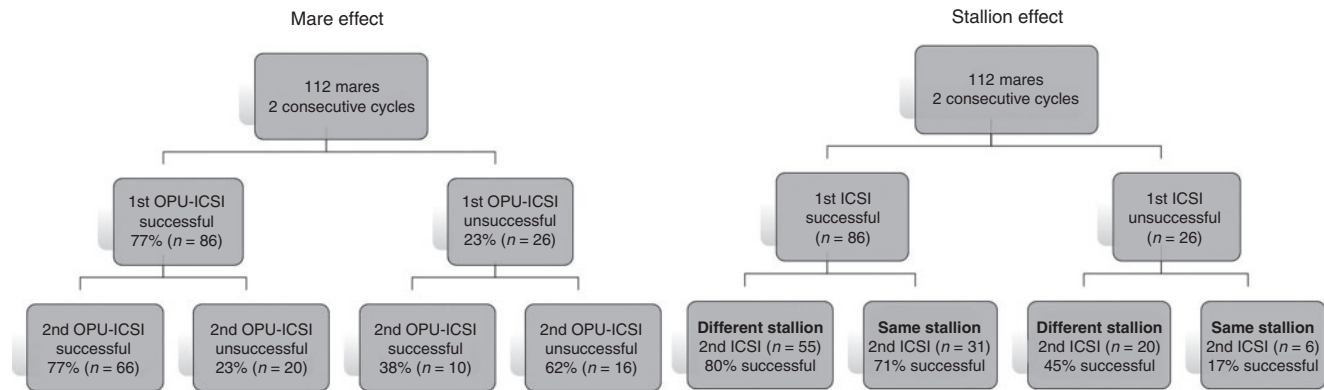 Mare effect
112 mares
2 consecutive cycles
1st OPU-ICSI
successful
77% (n = 86)
1st OPU-ICSI
unsuccessful
23% (n = 26)
2nd OPU-ICSI
successful
77% (n = 66)
2nd OPU-ICSI
unsuccessful
23% (n = 20)
2nd OPU-ICSI
successful
38% (n = 10)
2nd OPU-ICSI
unsuccessful
62% (n = 16)
Stallion effect
112 mares
2 consecutive cycles
1st ICSI
successful
(n = 86)
1st ICSI
unsuccessful
(n = 26)
Different stallion
2nd ICSI (n = 55)
80% successful
Same stallion
2nd ICSI (n = 31)
71% successful
Different stallion
2nd ICSI (n = 20)
45% successful
Same stallion
2nd ICSI (n = 6)
17% successful